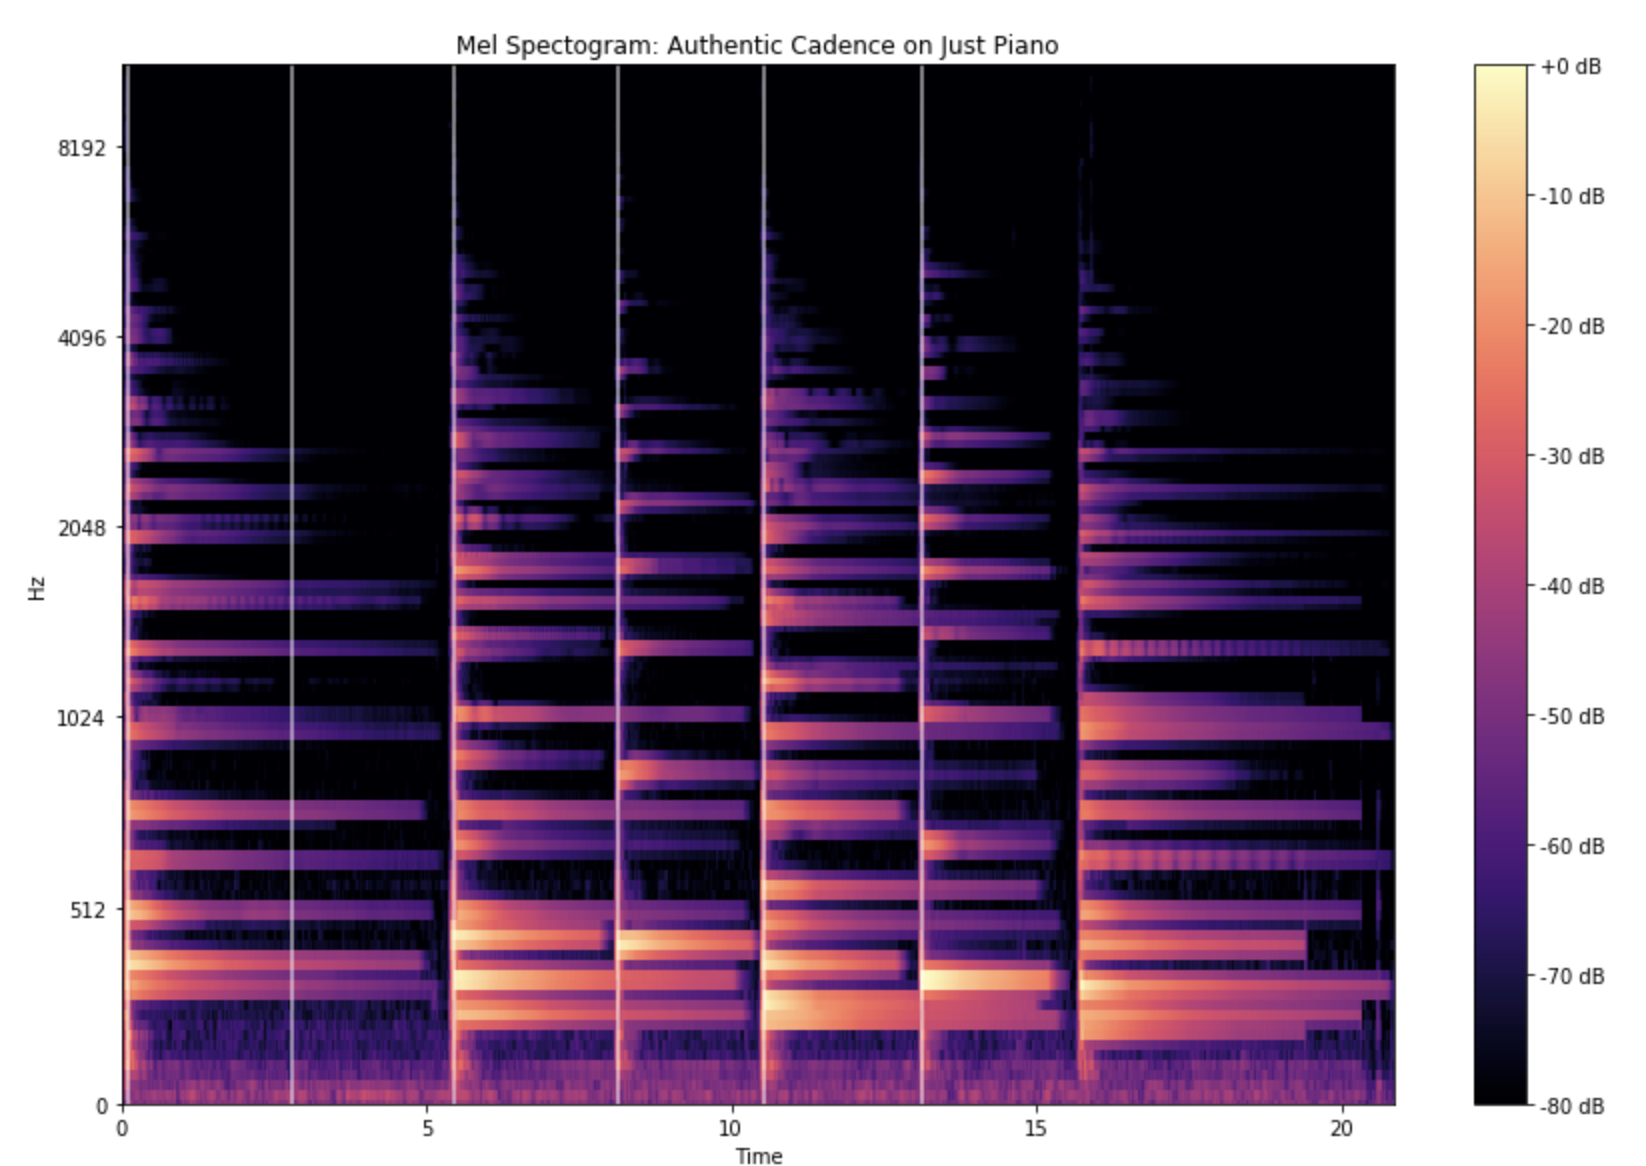 Mel Spectogram: Authentic Cadence on Just Piano
Hz
8192
4096
2048
1024
512
0
0 5 10 15 20
Time
+0 dB
-10 dB
-20 dB
-30 dB
-40 dB
-50 dB
-60 dB
-70 dB
-80 dB